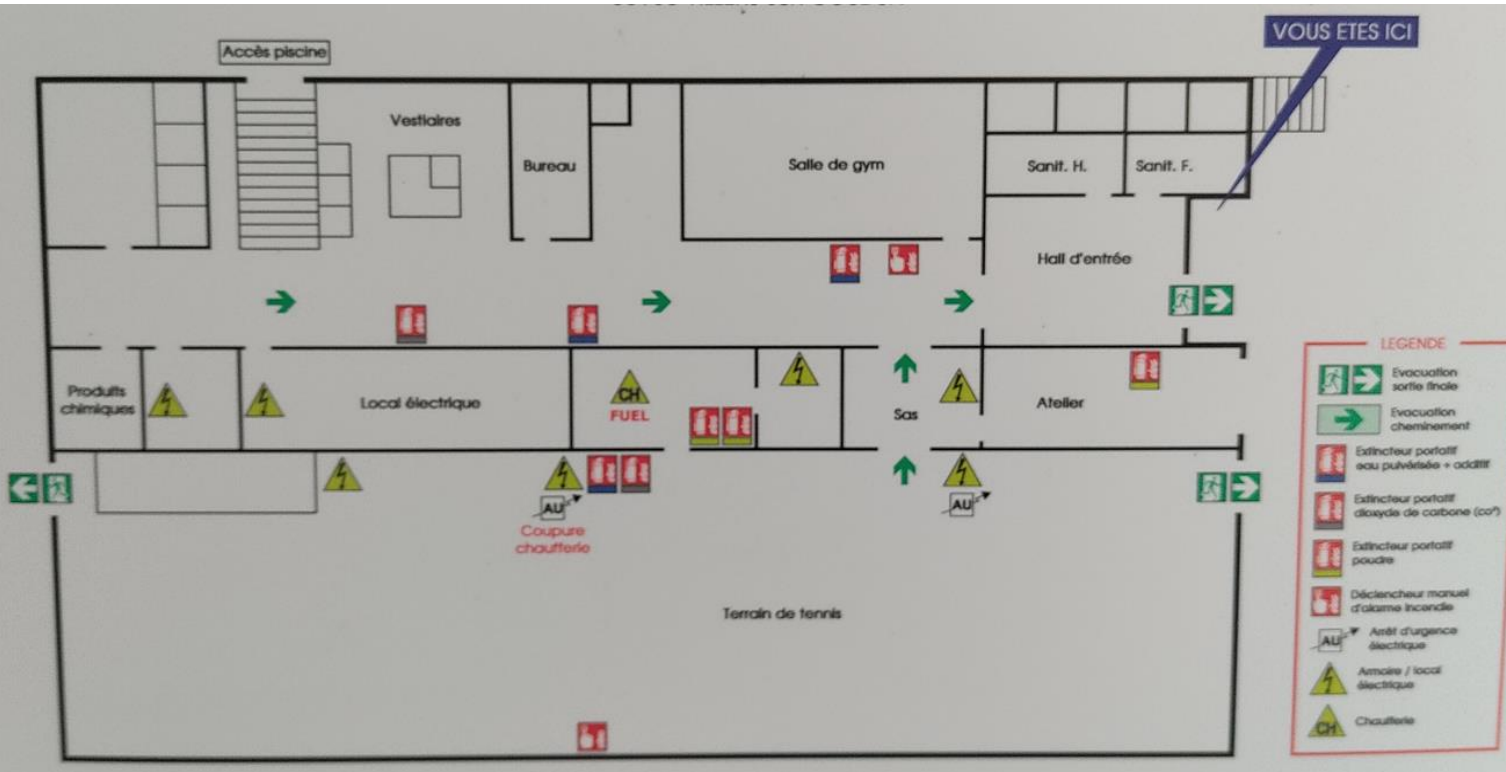 VOUS ETES ICI
Accès piscine
Vestiaires
Bureau
Salle de gym
Sanit. H.
Sanit. F.
Hall d'entrée
Produits
chimiques
Local électrique
CH
FUEL
Sas
Atelier
AU
Coupure
chaufferie
AU
Terrain de tennis
LEGENDE
Evacuation
sortie finale
Evacuation
cheminement
Extincteur portatif
eau pulvérisée + additif
Extincteur portatif
dioxyde de carbone (co²)
Extincteur portatif
poudre
Déclencheur manuel
d'alarme incendie
AU
Arrêt d'urgence
électrique
Armoire / local
électrique
CH
Chaufferie